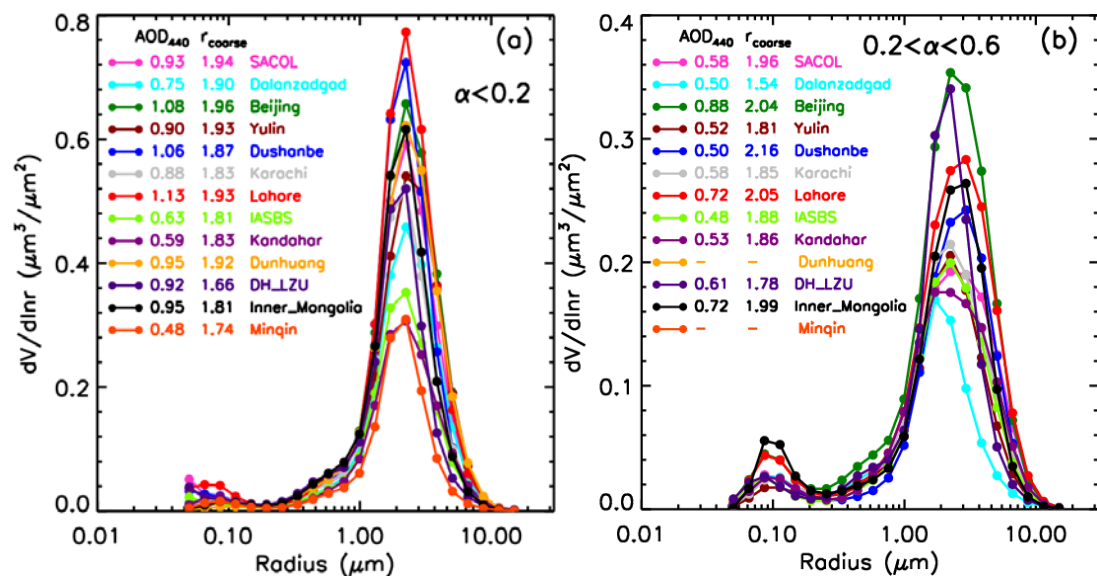 (a)
AOD440 rcoarse
α<0.2
0.93 1.94 SACOL
0.75 1.90 Dalanzadgad
1.08 1.96 Beijing
0.90 1.93 Yulin
1.06 1.87 Dushanbe
0.88 1.83 Karachi
1.13 1.93 Lahore
0.63 1.81 IASBS
0.59 1.83 Kandahar
0.95 1.92 Dunhuang
0.92 1.66 DH_LZU
0.95 1.81 Inner_Mongolia
0.48 1.74 Minqin
dV/dlnr (μm³/μm²)
0.8
0.6
0.4
0.2
0.0
0.01 0.10 1.00 10.00
Radius (μm)
(b)
AOD440 rcoarse
0.2<α<0.6
0.58 1.96 SACOL
0.50 1.54 Dalanzadgad
0.88 2.04 Beijing
0.52 1.81 Yulin
0.50 2.16 Dushanbe
0.58 1.85 Karachi
0.72 2.05 Lahore
0.48 1.88 IASBS
0.53 1.86 Kandahar
– – Dunhuang
0.61 1.78 DH_LZU
0.72 1.99 Inner_Mongolia
– – Minqin
dV/dlnr (μm³/μm²)
0.4
0.3
0.2
0.1
0.0
0.01 0.10 1.00 10.00
Radius (μm)